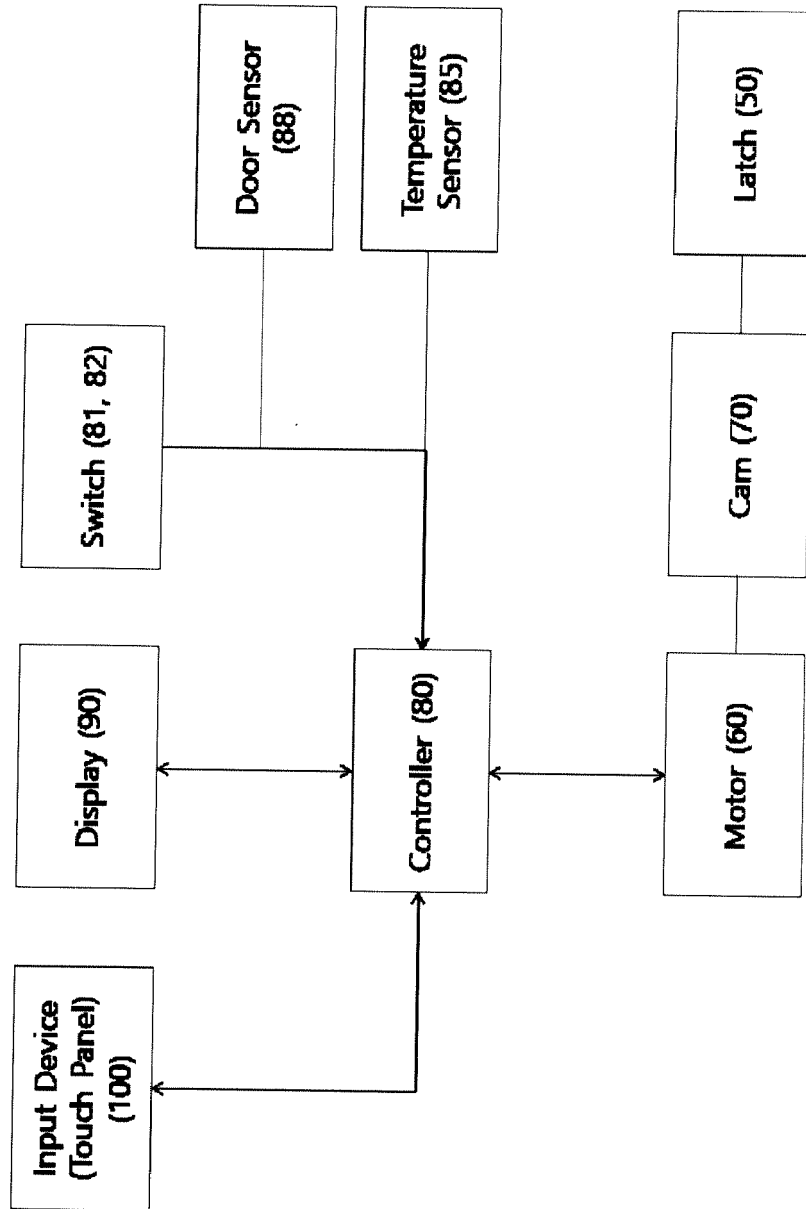 Input Device
(Touch Panel)
(100)
Display (90)
Switch (81, 82)
Door Sensor
(88)
Temperature
Sensor (85)
Controller (80)
Motor (60)
Cam (70)
Latch (50)